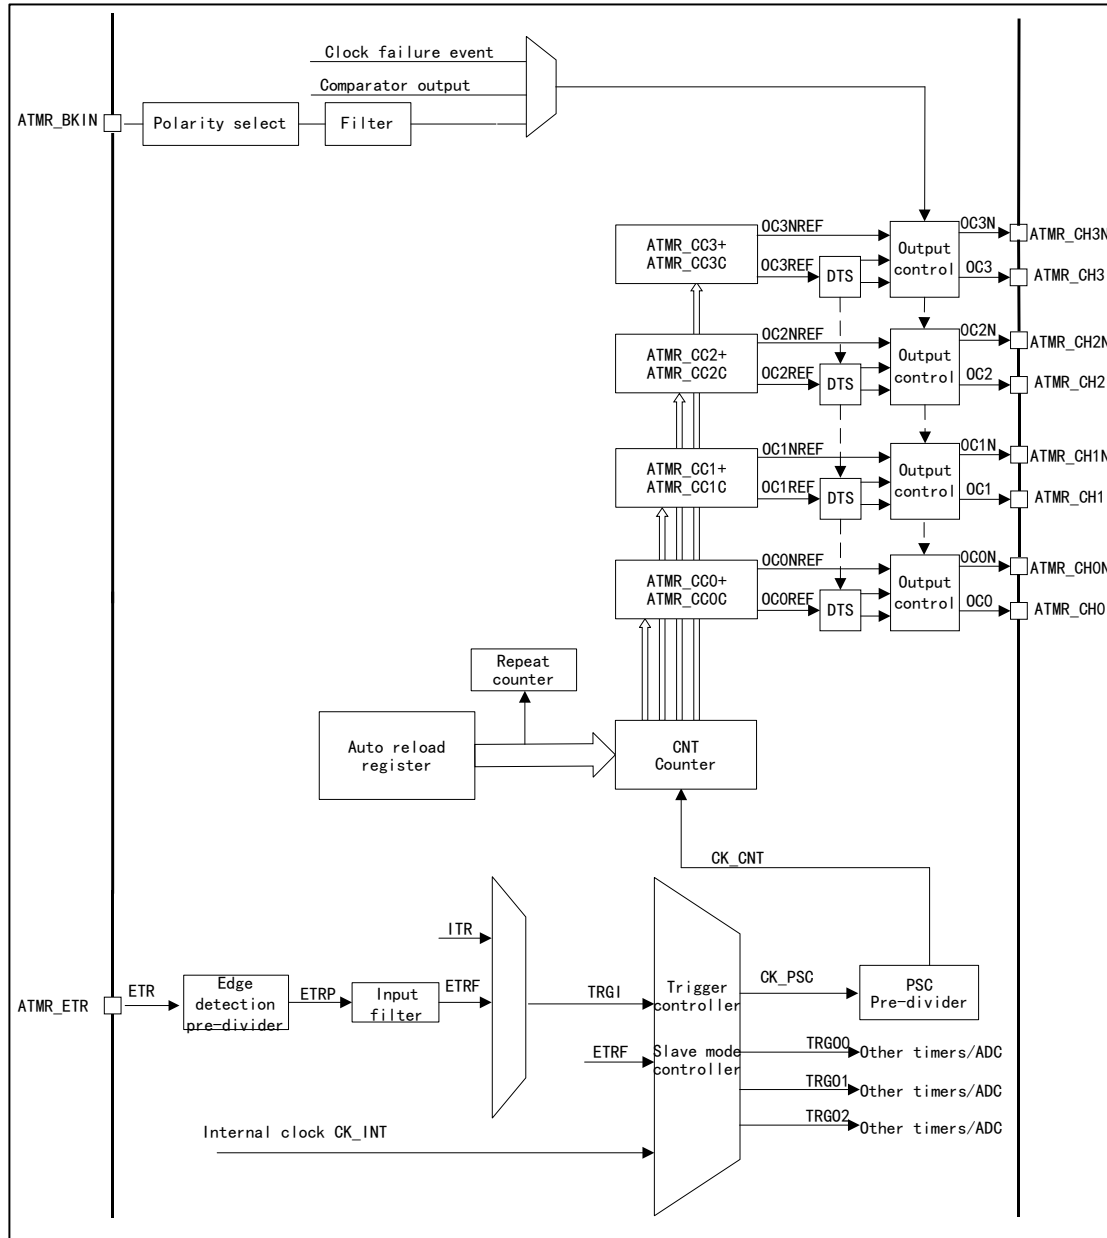 Clock failure event
Comparator output
ATMR_BKIN
Polarity select
Filter
OC3NREF
OC3N
ATMR_CH3N
ATMR_CC3+
ATMR_CC3C
Output
control
OC3REF
DTS
OC3
ATMR_CH3
OC2NREF
OC2N
ATMR_CH2N
ATMR_CC2+
ATMR_CC2C
Output
control
OC2REF
DTS
OC2
ATMR_CH2
OC1NREF
OC1N
ATMR_CH1N
ATMR_CC1+
ATMR_CC1C
Output
control
OC1REF
DTS
OC1
ATMR_CH1
OC0NREF
OC0N
ATMR_CH0N
ATMR_CC0+
ATMR_CC0C
Output
control
OC0REF
DTS
OC0
ATMR_CH0
Repeat
counter
Auto reload
register
CNT
Counter
CK_CNT
ITR
ATMR_ETR
ETR
Edge
detection
pre-divider
ETRP
Input
filter
ETRF
TRGI
Trigger
controller
CK_PSC
PSC
Pre-divider
ETRF
Slave mode
controller
TRGO0
Other timers/ADC
TRGO1
Other timers/ADC
TRGO2
Other timers/ADC
Internal clock CK_INT